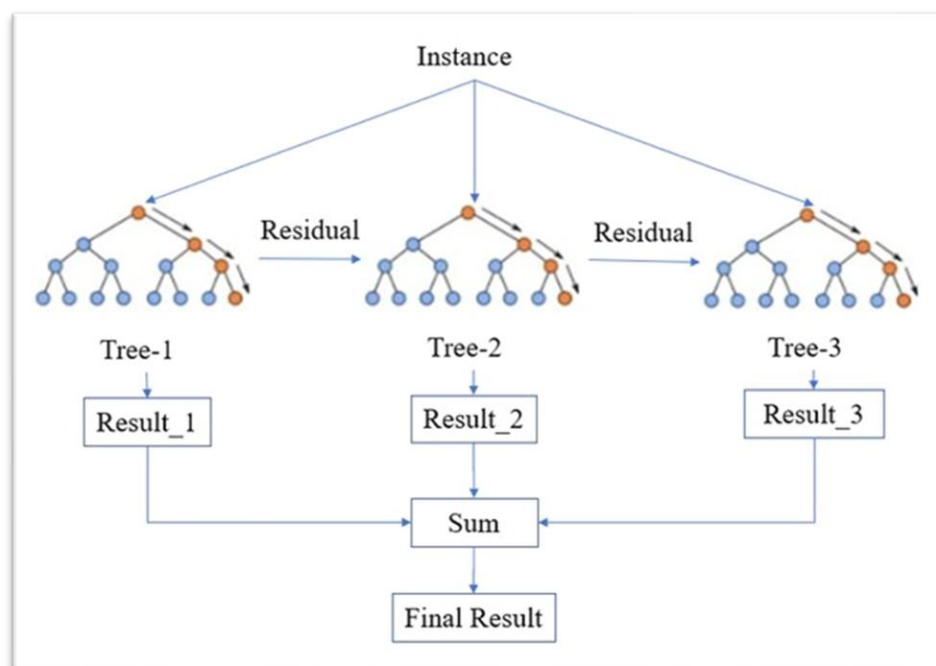 Instance
Residual
Residual
Tree-1
Tree-2
Tree-3
Result_1
Result_2
Result_3
Sum
Final Result